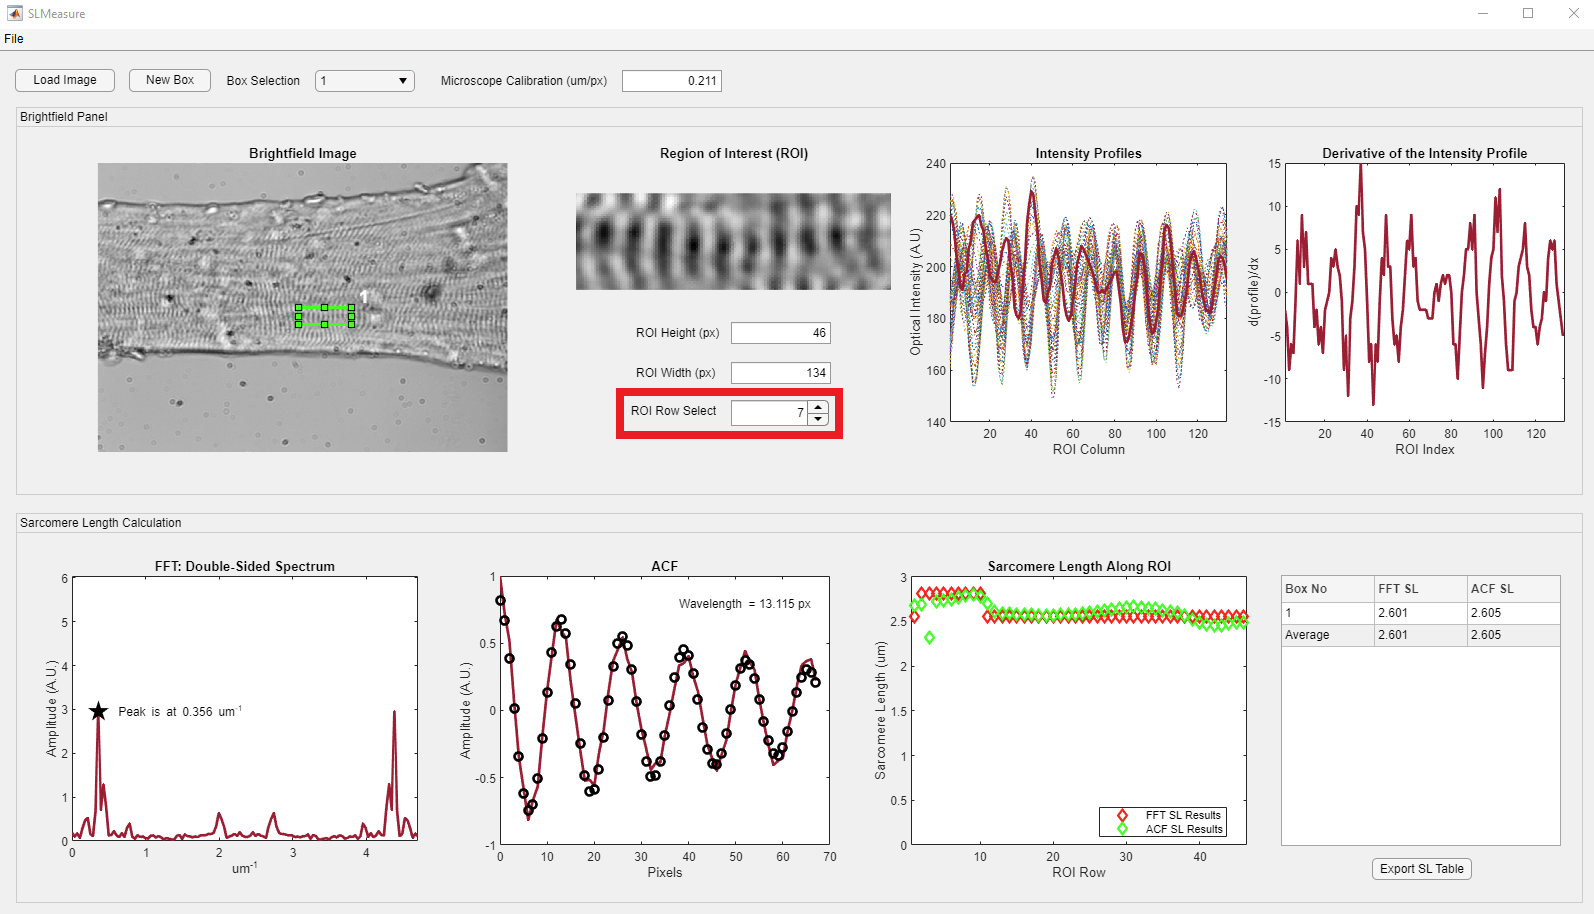 SLMeasure
File
Load Image New Box Box Selection 1 Microscope Calibration (um/px) 0.211
Brightfield Panel
Brightfield Image
1
Region of Interest (ROI)
ROI Height (px) 46
ROI Width (px) 134
ROI Row Select 7
Intensity Profiles
Optical Intensity (A.U)
240
220
200
180
160
140
20 40 60 80 100 120
ROI Column
Derivative of the Intensity Profile
d(profile)/dx
15
10
5
0
-5
-10
-15
20 40 60 80 100 120
ROI Index
Sarcomere Length Calculation
FFT: Double-Sided Spectrum
Amplitude (A.U.)
6
5
4
3
2
1
0
Peak is at 0.356 um-1
0 1 2 3 4
um-1
ACF
Amplitude (A.U.)
1
0.5
0
-0.5
-1
Wavelength = 13.115 px
0 10 20 30 40 50 60 70
Pixels
Sarcomere Length Along ROI
Sarcomere Length (um)
3
2.5
2
1.5
1
0.5
0
FFT SL Results
ACF SL Results
10 20 30 40
ROI Row
Box No FFT SL ACF SL
1 2.601 2.605
Average 2.601 2.605
Export SL Table